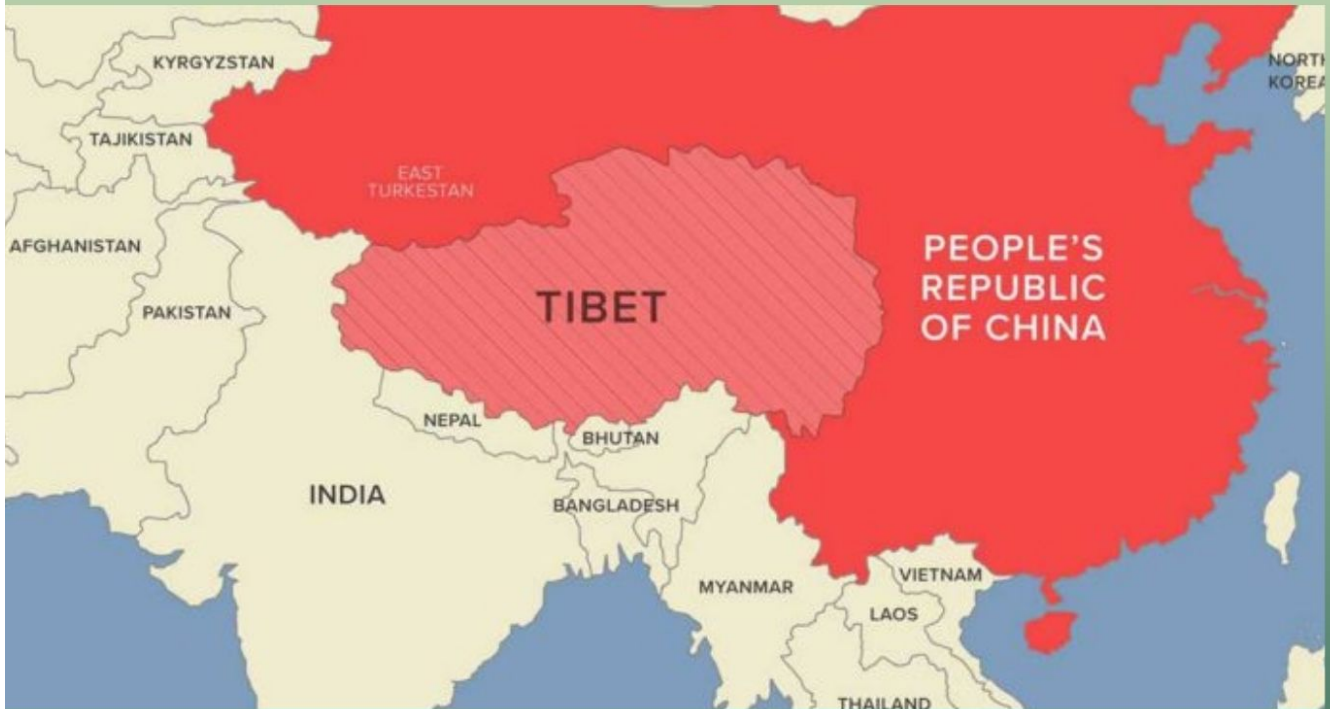 KYRGYZSTAN
NORTH
KOREA
TAJIKISTAN
EAST
TURKESTAN
AFGHANISTAN
PEOPLE'S
REPUBLIC
OF CHINA
TIBET
PAKISTAN
NEPAL
BHUTAN
INDIA
BANGLADESH
MYANMAR
VIETNAM
LAOS
THAILAND